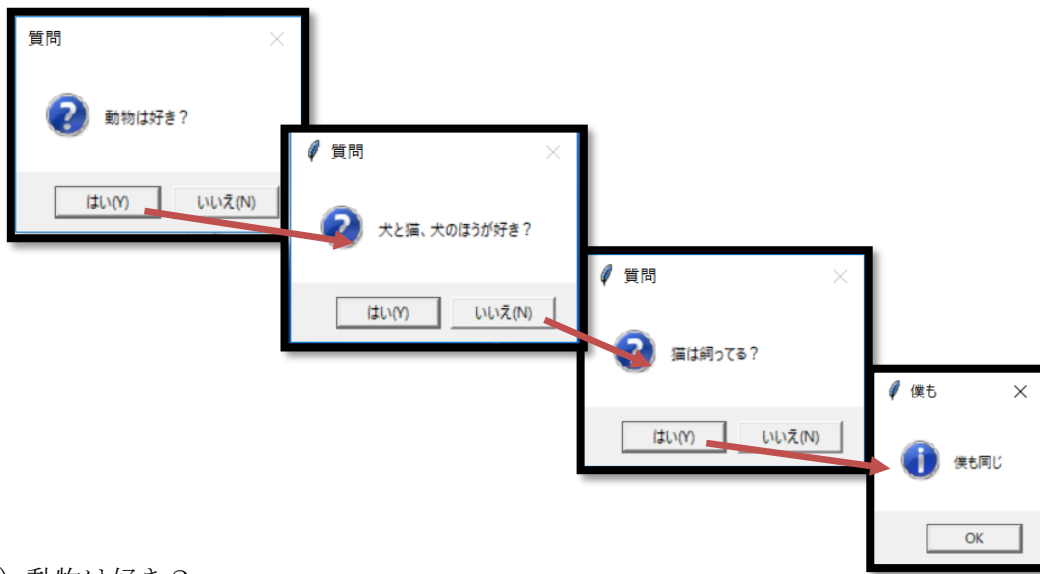 質問
動物は好き？
はい(Y)
いいえ(N)
質問
犬と猫、犬のほうが好き？
はい(Y)
いいえ(N)
質問
猫は飼ってる？
はい(Y)
いいえ(N)
僕も
僕も同じ
OK